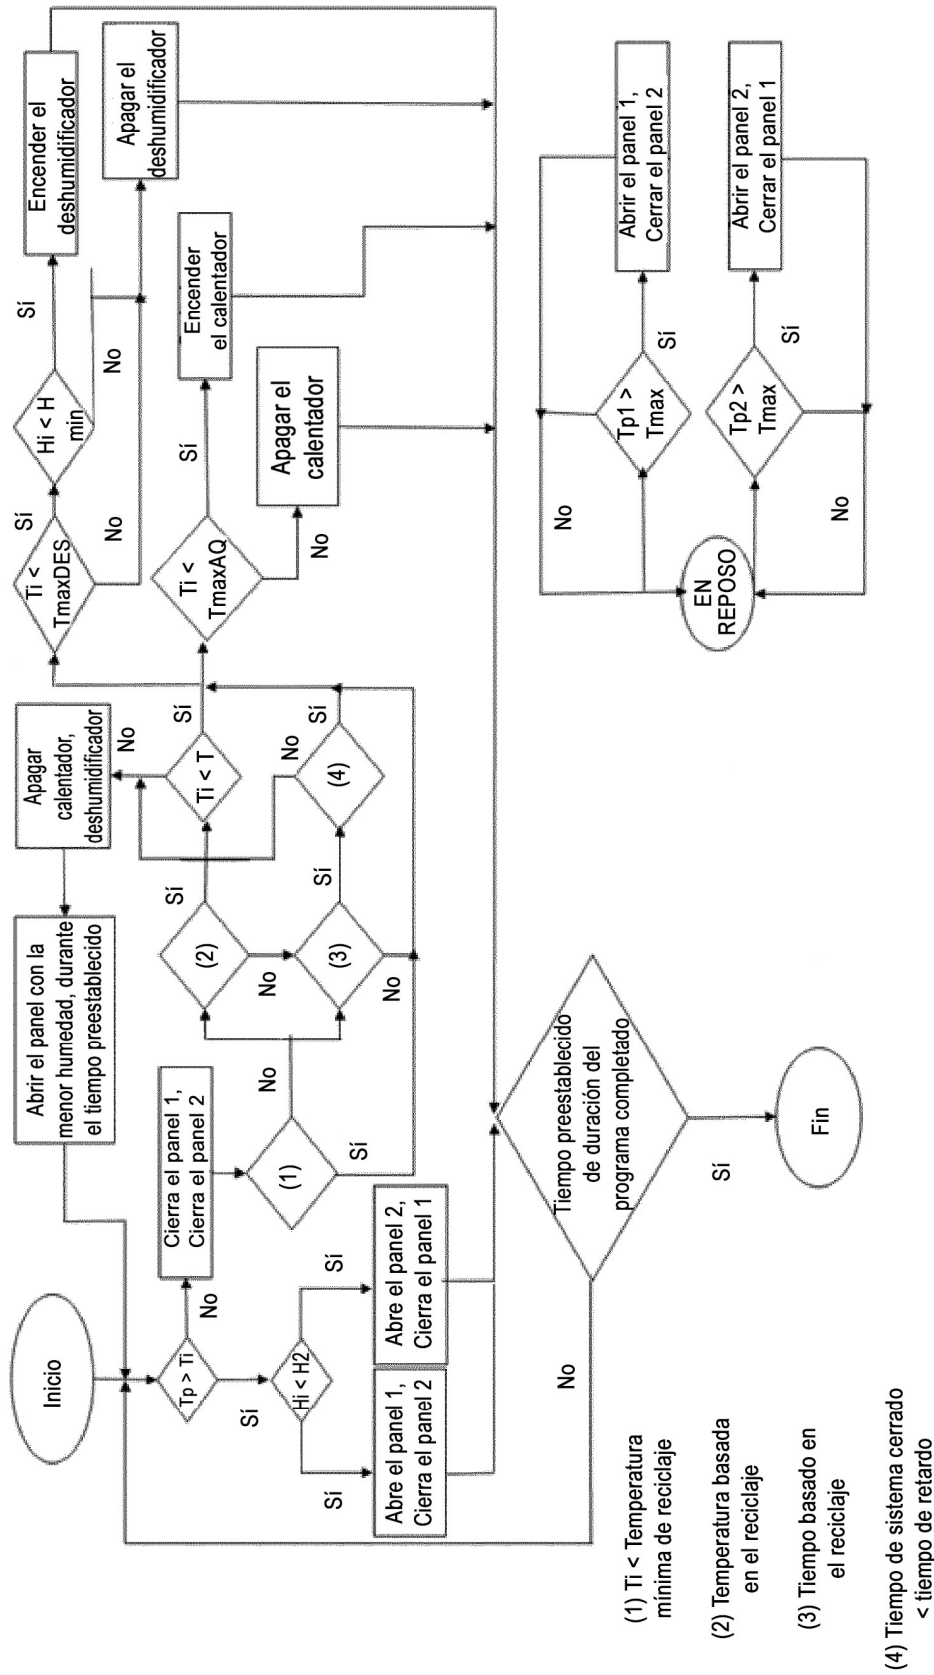 Inicio
Abrir el panel con la
menor humedad, durante
el tiempo preestablecido
Apagar
calentador,
deshumidificador
Ti <
TmaxDES
Sí
No
Hi < H
min
Sí
No
Encender el
deshumidificador
Apagar el
deshumidificador
Tp > Ti
No
Sí
Cierra el panel 1,
Cierra el panel 2
(1)
No
Sí
(2)
Sí
No
(3)
Sí
No
(4)
Sí
No
Ti < T
No
Sí
Ti <
TmaxAQ
Sí
No
Encender
el calentador
Apagar el
calentador
Hi < H2
Sí
Sí
Abre el panel 1,
Cierra el panel 2
Abre el panel 2,
Cierra el panel 1
Tiempo preestablecido
de duración del
programa completado
No
Sí
Fin
EN
REPOSO
Tp1 >
Tmax
No
Sí
Abrir el panel 1,
Cerrar el panel 2
Tp2 >
Tmax
No
Sí
Abrir el panel 2,
Cerrar el panel 1
(1) Ti < Temperatura
mínima de reciclaje
(2) Temperatura basada
en el reciclaje
(3) Tiempo basado en
el reciclaje
(4) Tiempo de sistema cerrado
< tiempo de retardo